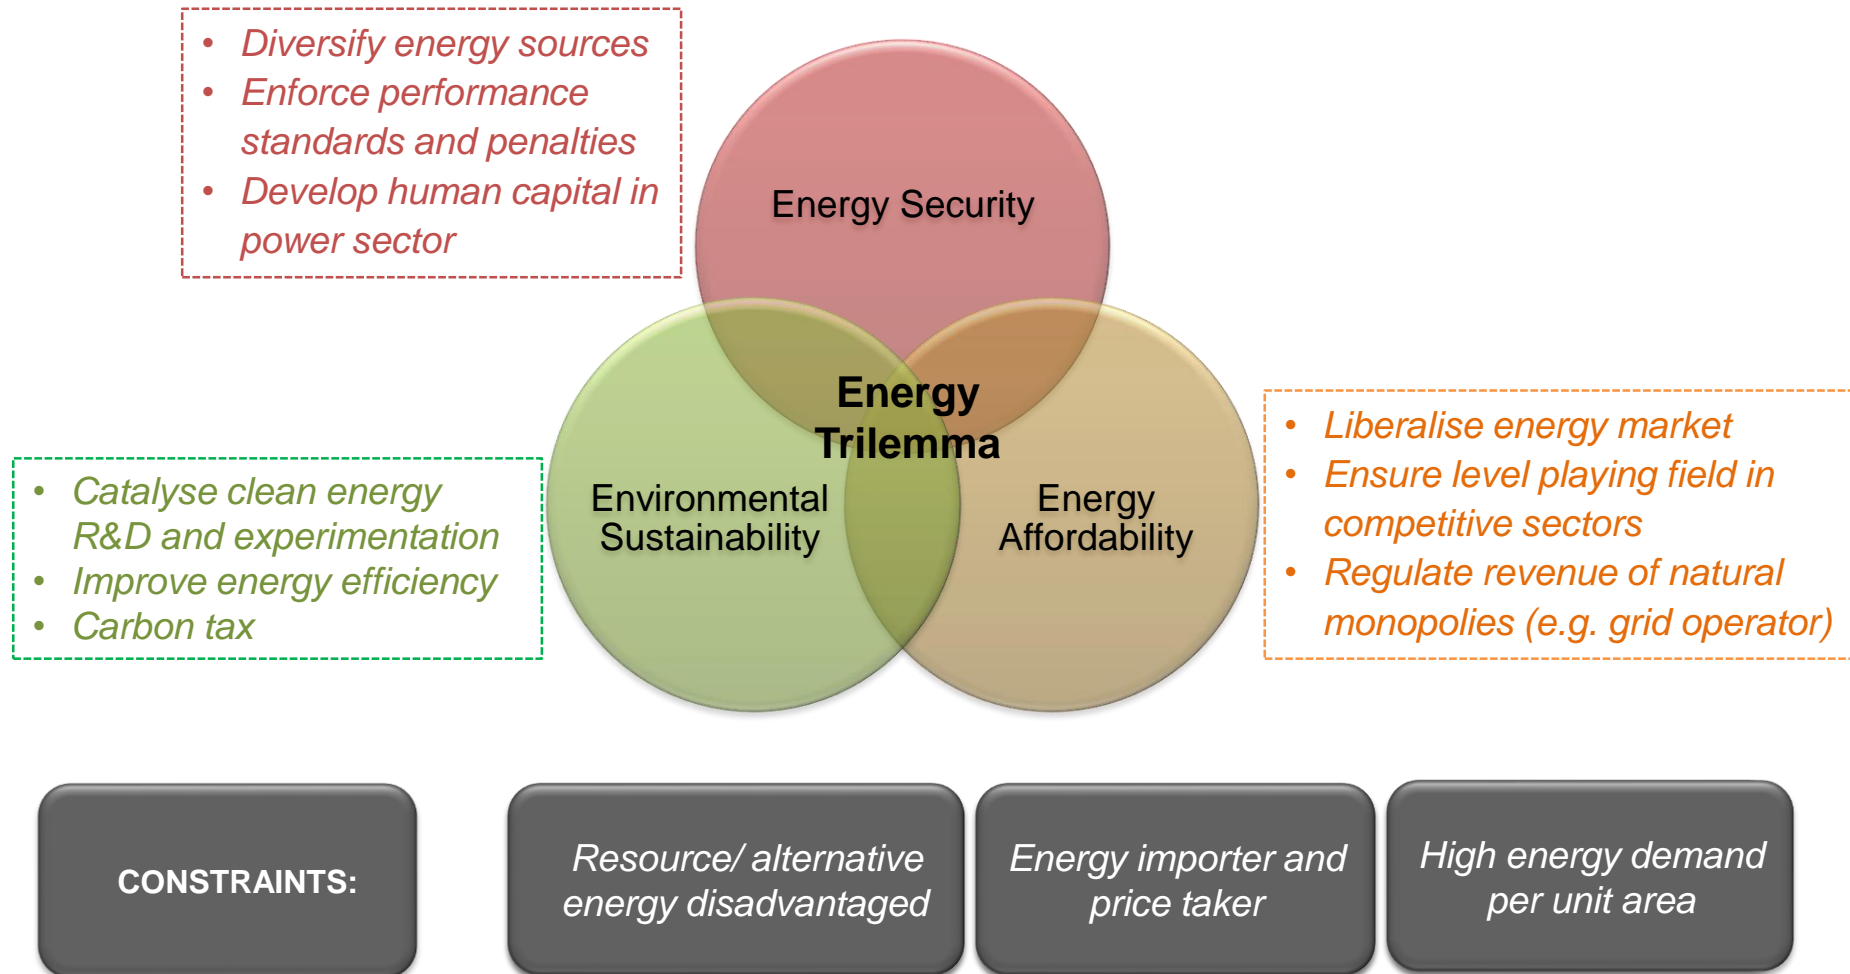 • Diversify energy sources
• Enforce performance
standards and penalties
• Develop human capital in
power sector
Energy Security
Energy
Trilemma
• Catalyse clean energy
R&D and experimentation
• Improve energy efficiency
• Carbon tax
Environmental
Sustainability
Energy
Affordability
• Liberalise energy market
• Ensure level playing field in
competitive sectors
• Regulate revenue of natural
monopolies (e.g. grid operator)
CONSTRAINTS:
Resource/ alternative
energy disadvantaged
Energy importer and
price taker
High energy demand
per unit area